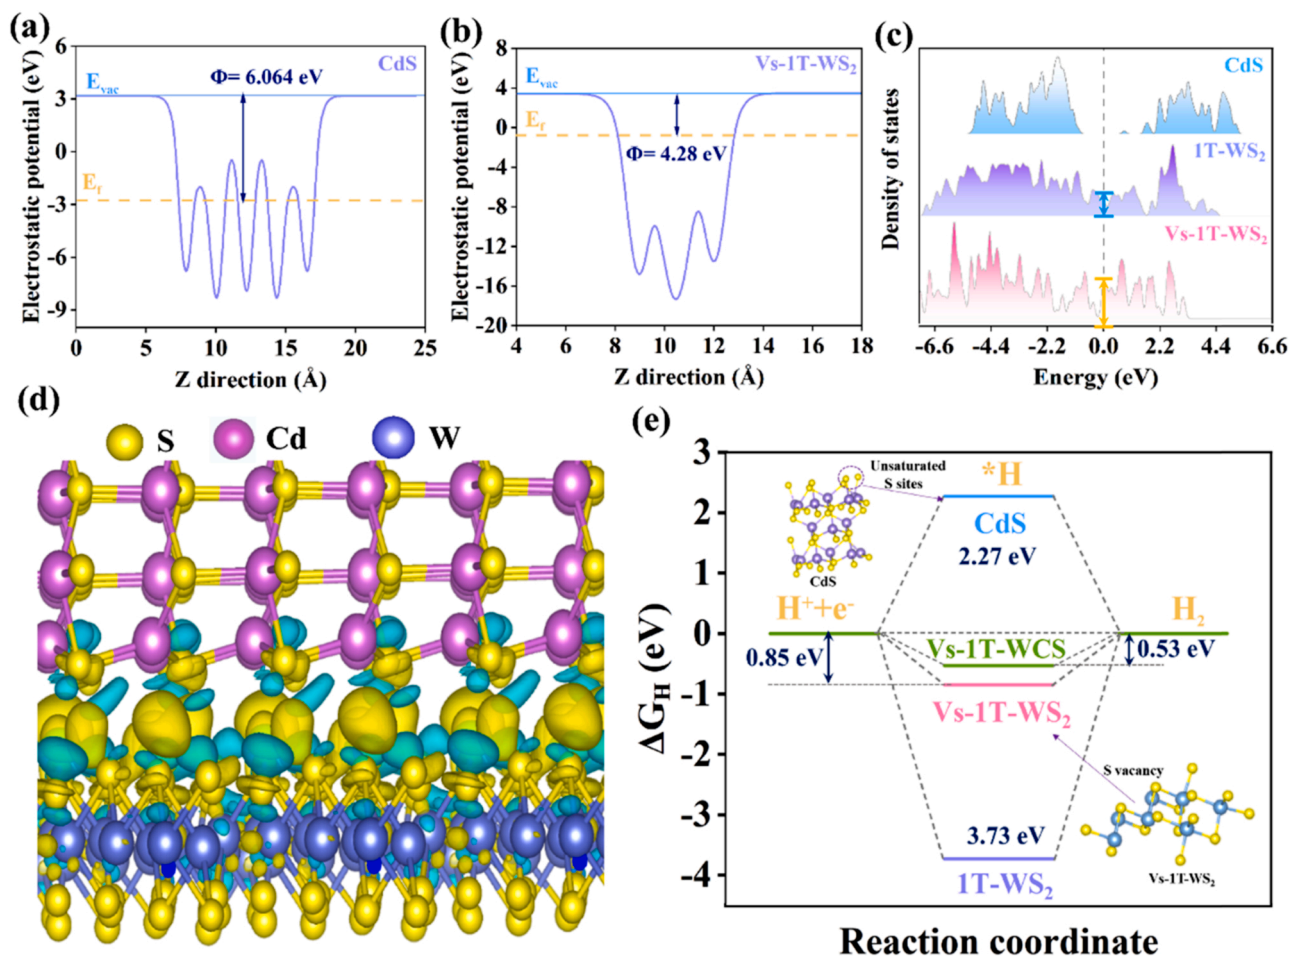 (a)
6
3
0
-3
-6
-9
Electrostatic potential (eV)
CdS
E_vac
Φ= 6.064 eV
E_f
0 5 10 15 20 25
Z direction (Å)
(b)
8
4
0
-4
-8
-12
-16
-20
Electrostatic potential (eV)
Vs-1T-WS₂
E_vac
E_f
Φ= 4.28 eV
4 6 8 10 12 14 16 18
Z direction (Å)
(c)
Density of states
CdS
1T-WS₂
Vs-1T-WS₂
-6.6 -4.4 -2.2 0.0 2.2 4.4 6.6
Energy (eV)
(d)
S Cd W
(e)
3
2
1
0
-1
-2
-3
-4
ΔG_H (eV)
Unsaturated
S sites
*H
CdS
2.27 eV
CdS
H⁺+e⁻
H₂
0.85 eV
Vs-1T-WCS
0.53 eV
Vs-1T-WS₂
S vacancy
3.73 eV
1T-WS₂
Vs-1T-WS₂
Reaction coordinate